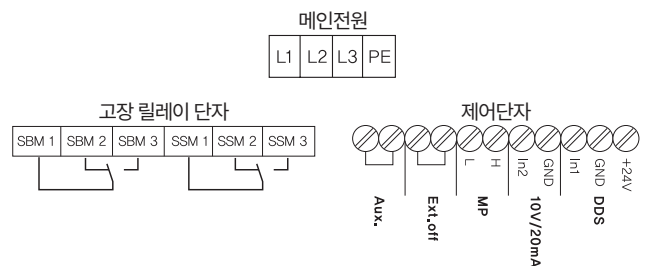 메인전원
L1 L2 L3 PE
고장 릴레이 단자
SBM 1 SBM 2 SBM 3 SSM 1 SSM 2 SSM 3
제어단자
L H In2 GND In1 GND +24V
Aux. Ext.off MP 10V/20mA DDS